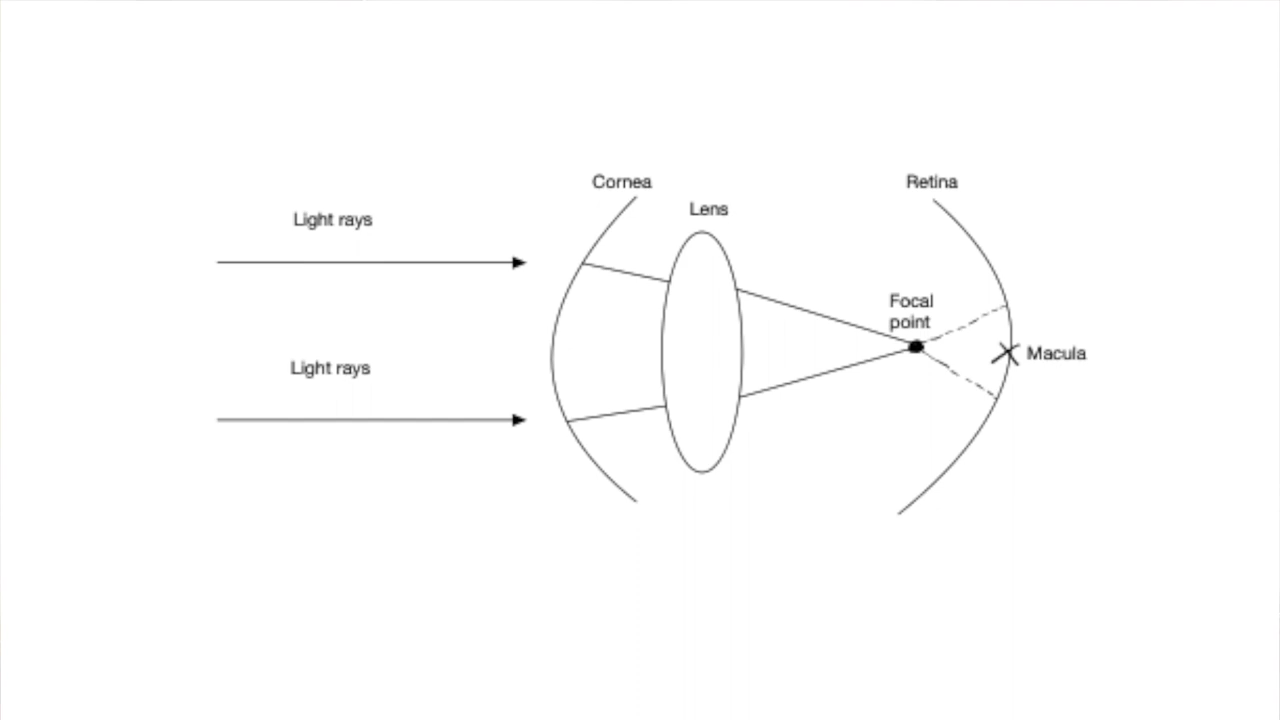 Cornea
Retina
Lens
Light rays
Focal
point
Macula
Light rays